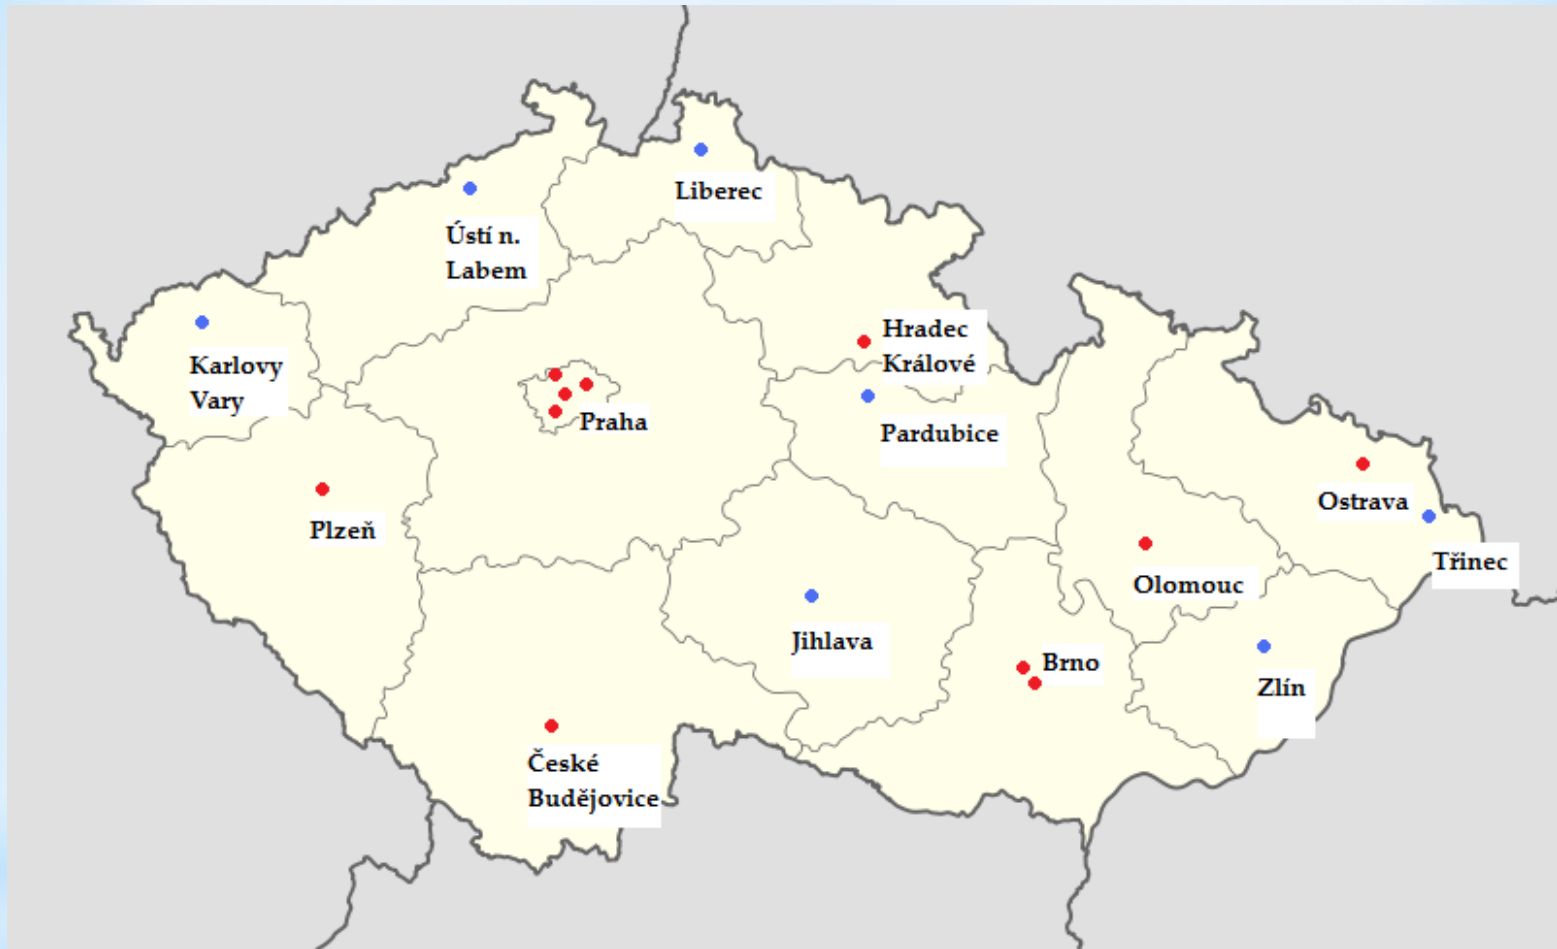 Liberec
Ústí n.
Labem
Hradec
Králové
Karlovy
Vary
Praha
Pardubice
Plzeň
Ostrava
Třinec
Olomouc
Jihlava
Brno
Zlín
České
Budějovice